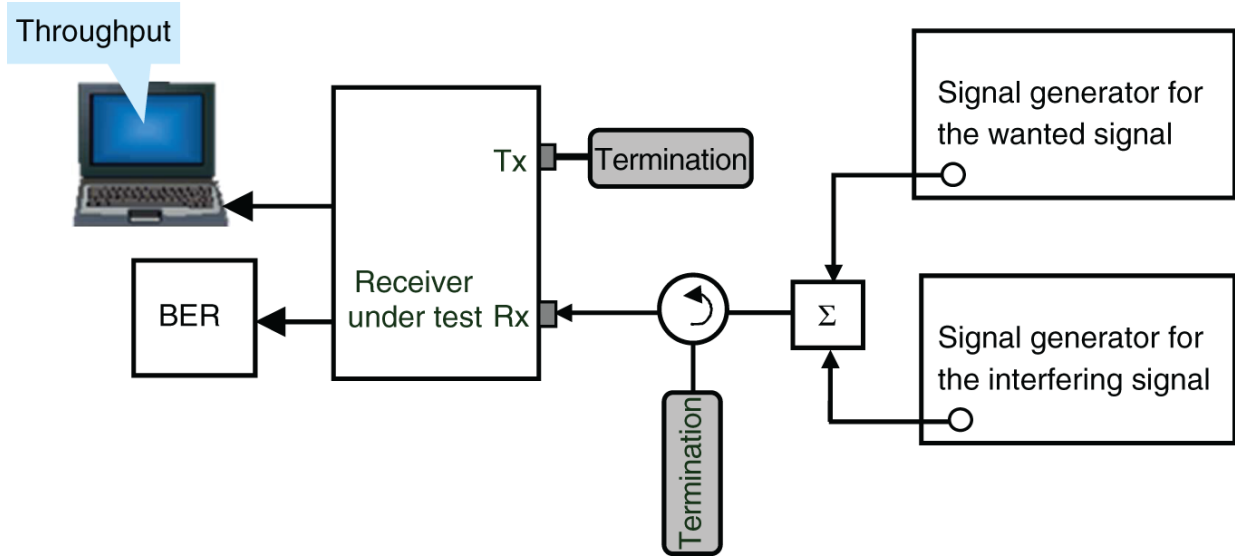 Throughput
Signal generator for
the wanted signal
Tx
Termination
BER
Receiver
under test
Rx
Σ
Signal generator for
the interfering signal
Termination